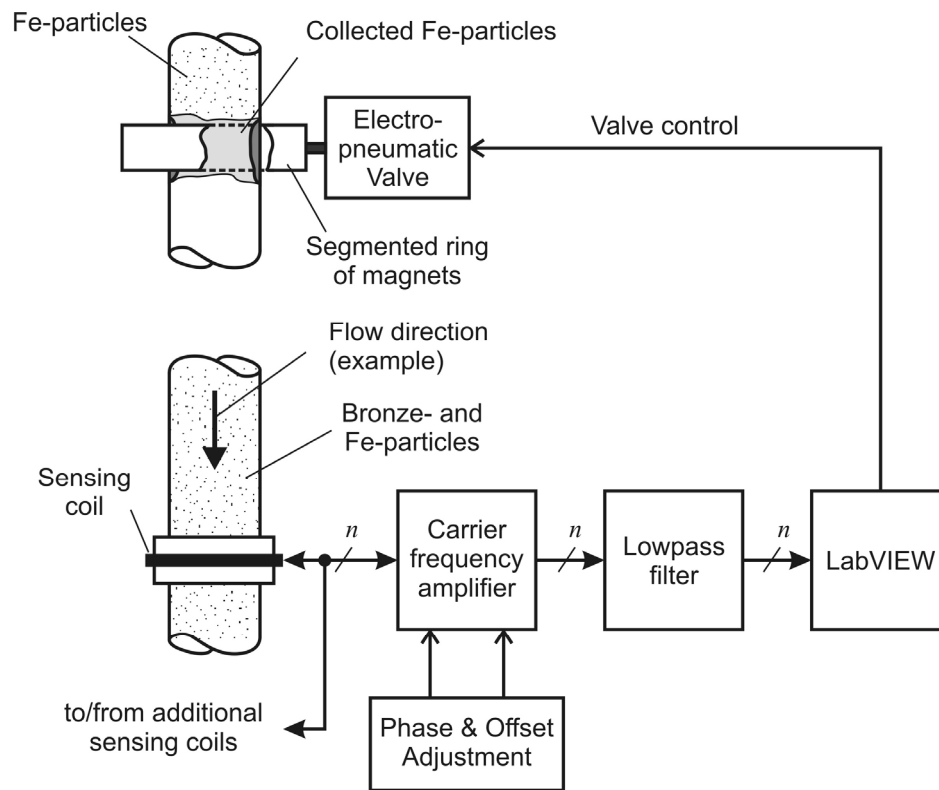 Fe-particles
Collected Fe-particles
Electro-
pneumatic
Valve
Valve control
Segmented ring
of magnets
Flow direction
(example)
Bronze- and
Fe-particles
Sensing
coil
n
Carrier
frequency
amplifier
n
Lowpass
filter
n
LabVIEW
to/from additional
sensing coils
Phase & Offset
Adjustment